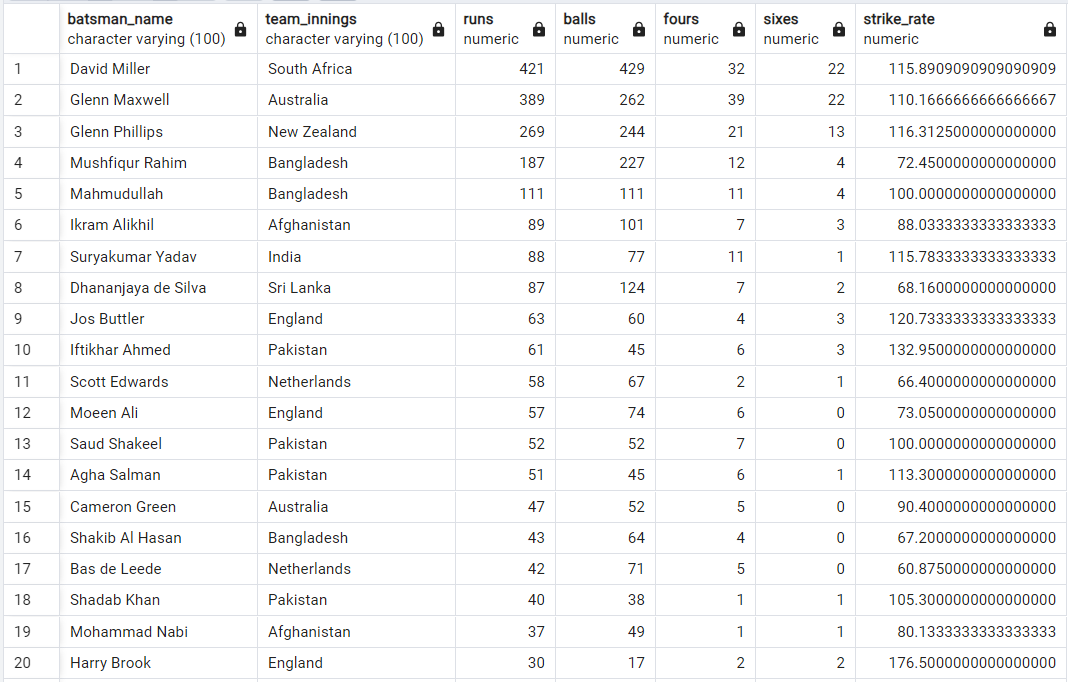 batsman_name team_innings runs balls fours sixes strike_rate
character varying (100) character varying (100) numeric numeric numeric numeric numeric
1 David Miller South Africa 421 429 32 22 115.8909090909090909
2 Glenn Maxwell Australia 389 262 39 22 110.1666666666666667
3 Glenn Phillips New Zealand 269 244 21 13 116.3125000000000000
4 Mushfiqur Rahim Bangladesh 187 227 12 4 72.4500000000000000
5 Mahmudullah Bangladesh 111 111 11 4 100.0000000000000000
6 Ikram Alikhil Afghanistan 89 101 7 3 88.0333333333333333
7 Suryakumar Yadav India 88 77 11 1 115.7833333333333333
8 Dhananjaya de Silva Sri Lanka 87 124 7 2 68.1600000000000000
9 Jos Buttler England 63 60 4 3 120.7333333333333333
10 Iftikhar Ahmed Pakistan 61 45 6 3 132.9500000000000000
11 Scott Edwards Netherlands 58 67 2 1 66.4000000000000000
12 Moeen Ali England 57 74 6 0 73.0500000000000000
13 Saud Shakeel Pakistan 52 52 7 0 100.0000000000000000
14 Agha Salman Pakistan 51 45 6 1 113.3000000000000000
15 Cameron Green Australia 47 52 5 0 90.4000000000000000
16 Shakib Al Hasan Bangladesh 43 64 4 0 67.2000000000000000
17 Bas de Leede Netherlands 42 71 5 0 60.8750000000000000
18 Shadab Khan Pakistan 40 38 1 1 105.3000000000000000
19 Mohammad Nabi Afghanistan 37 49 1 1 80.1333333333333333
20 Harry Brook England 30 17 2 2 176.5000000000000000